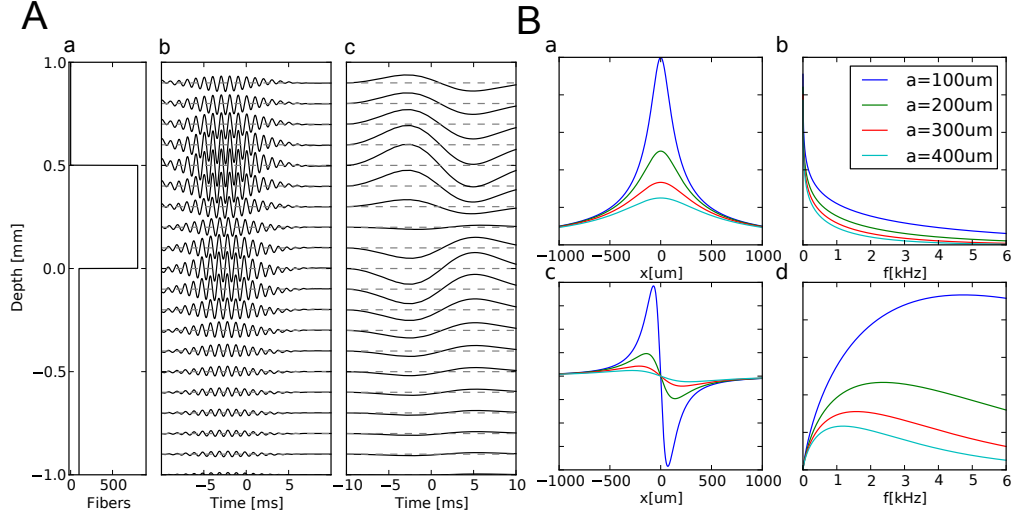 A
B
a
b
c
a
b
1.0
0.5
0.0
−0.5
−1.0
Depth [mm]
0
500
Fibers
−5
0
5
Time [ms]
−10
−5
0
5
10
Time [ms]
−1000
−500
0
500
1000
x[um]
a=100um
a=200um
a=300um
a=400um
0
1
2
3
4
5
6
f[kHz]
c
d
−1000
−500
0
500
1000
x[um]
0
1
2
3
4
5
6
f[kHz]